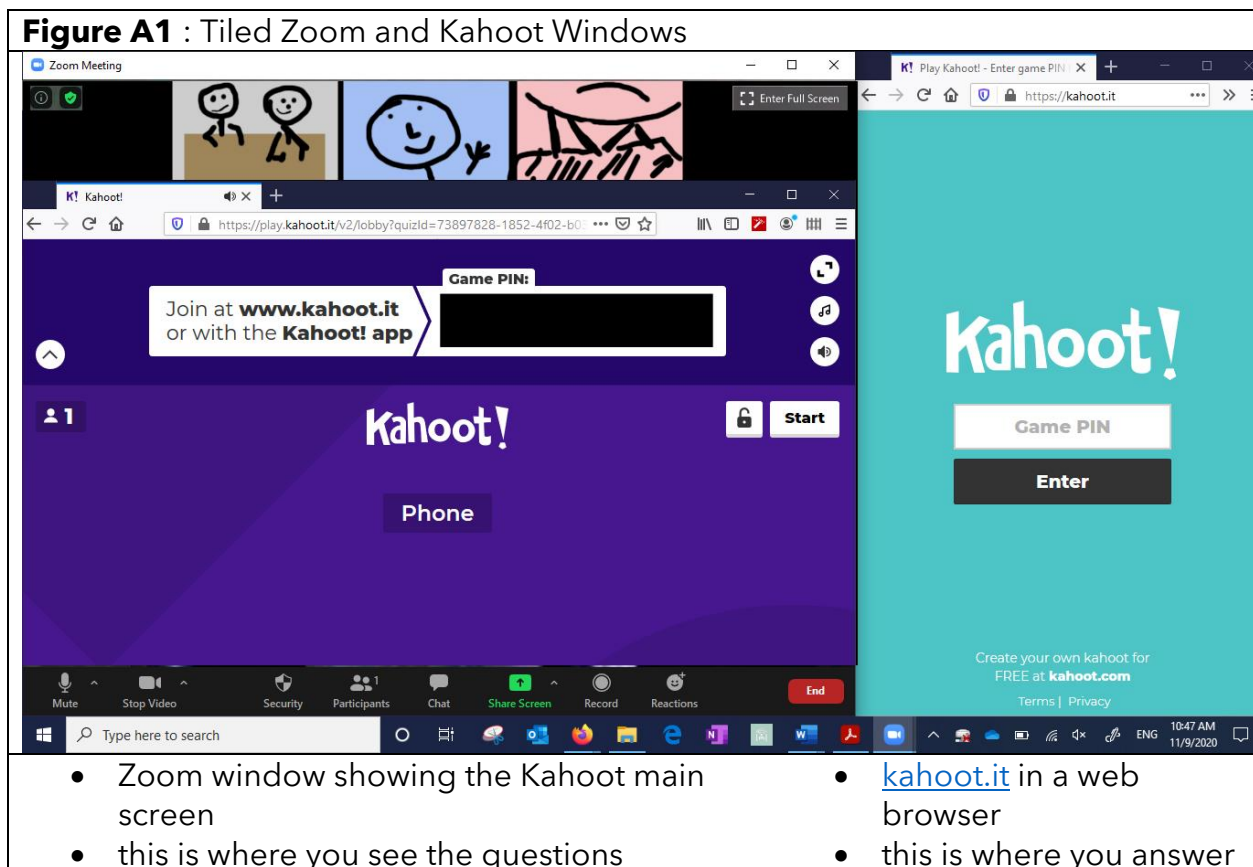 Figure A1 : Tiled Zoom and Kahoot Windows
Zoom Meeting
Enter Full Screen
K! Kahoot!
https://play.kahoot.it/v2/lobby?quizId=73897828-1852-4f02-b0
Game PIN:
Join at www.kahoot.it
or with the Kahoot! app
1
Kahoot!
Start
Phone
Mute
Stop Video
Security
Participants
1
Chat
Share Screen
Record
Reactions
End
K! Play Kahoot! - Enter game PIN
https://kahoot.it
Kahoot!
Game PIN
Enter
Create your own kahoot for
FREE at kahoot.com
Terms | Privacy
Type here to search
ENG
10:47 AM
11/9/2020
• Zoom window showing the Kahoot main
screen
• this is where you see the questions
• kahoot.it in a web
browser
• this is where you answer